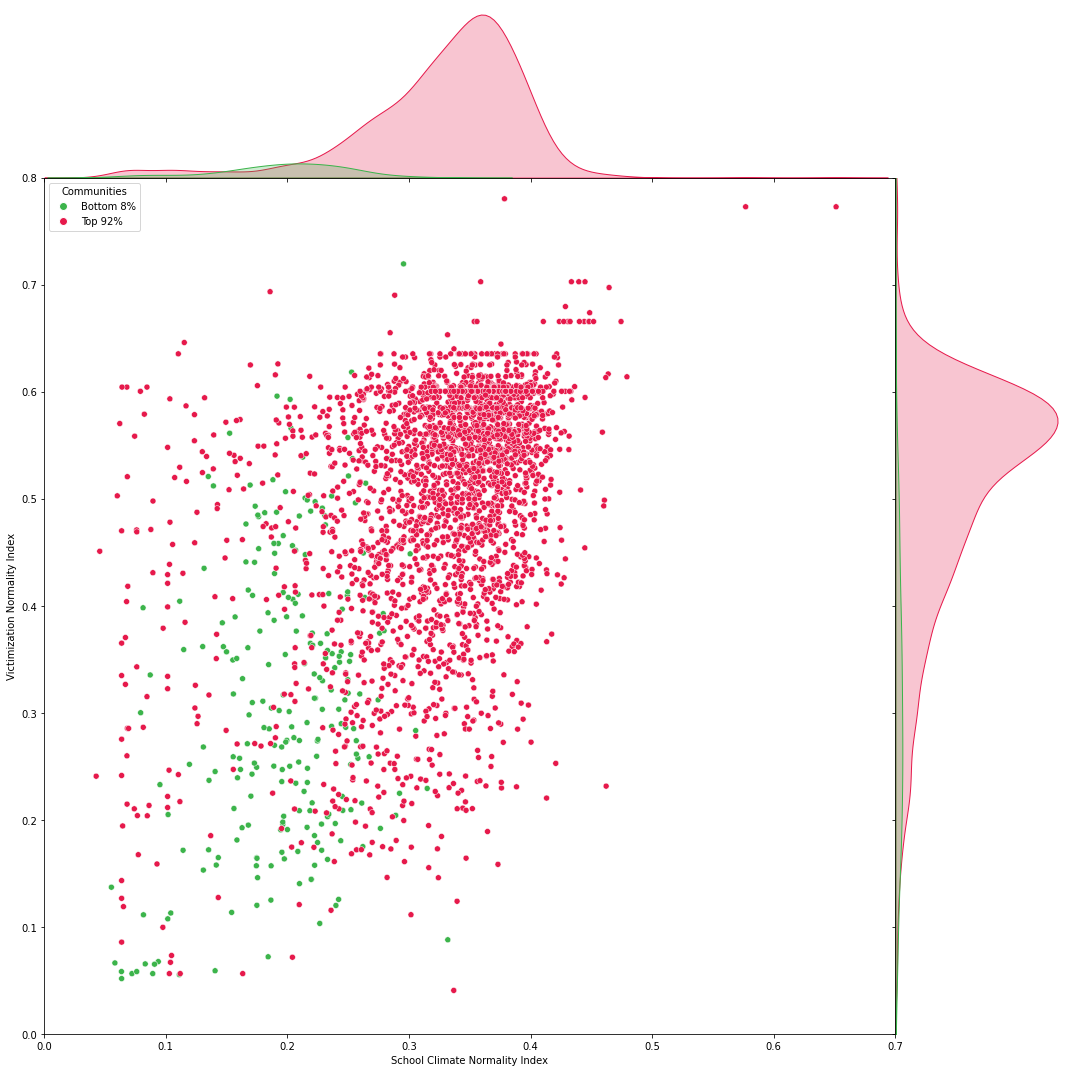 0.8
Communities
Bottom 8%
Top 92%
0.7
0.6
0.5
0.4
0.3
0.2
0.1
0.0
Victimization Normality Index
0.0 0.1 0.2 0.3 0.4 0.5 0.6 0.7
School Climate Normality Index